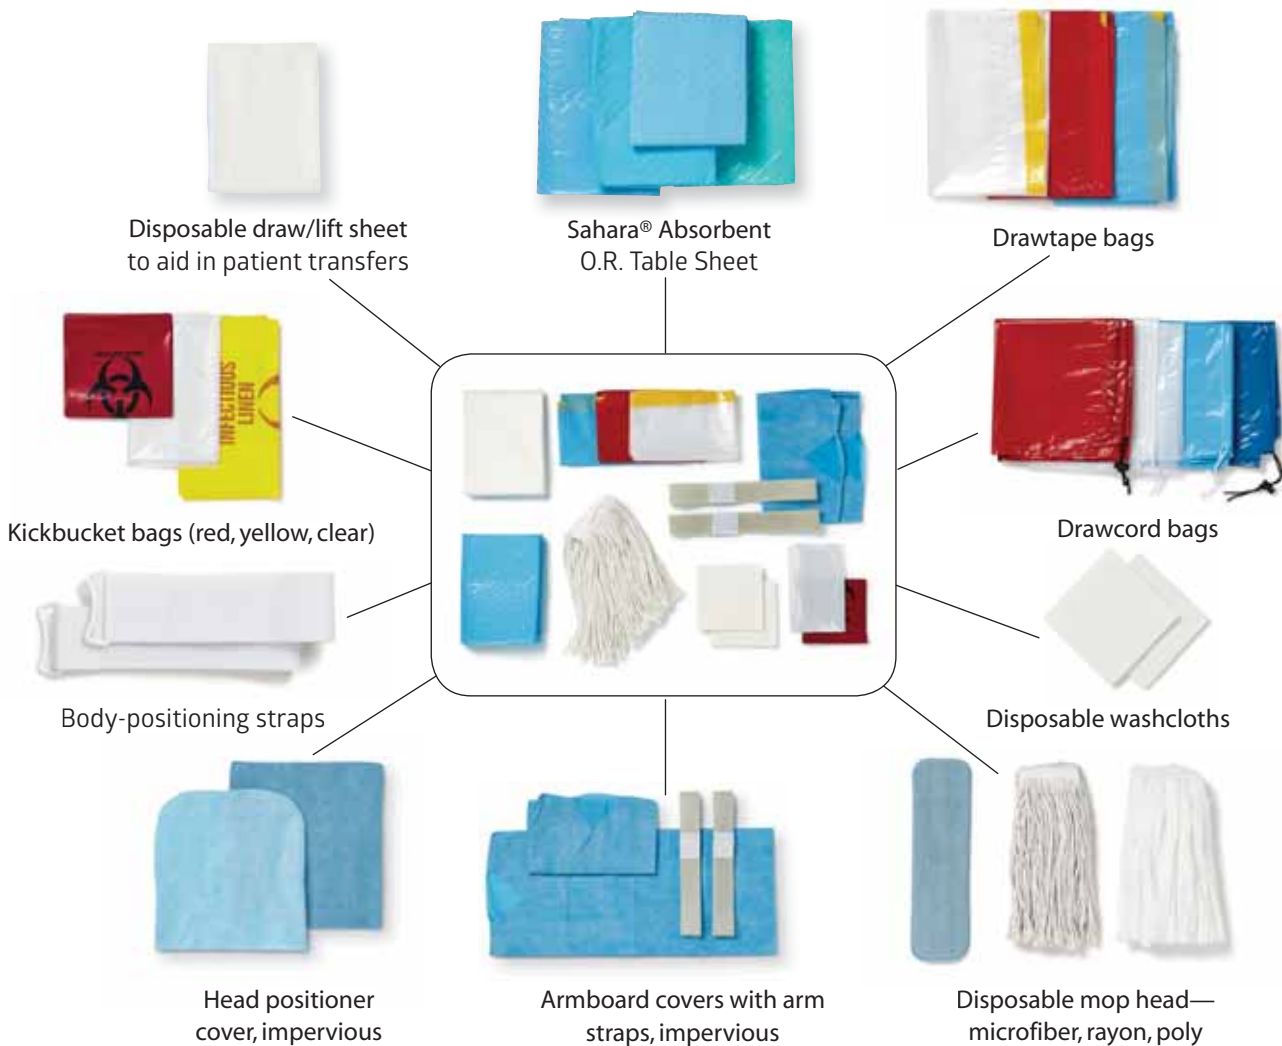 Disposable draw/lift sheet
to aid in patient transfers
Sahara® Absorbent
O.R. Table Sheet
Drawtape bags
INFECTIOUS
LINEN
Kickbucket bags (red, yellow, clear)
Drawcord bags
Body-positioning straps
Disposable washcloths
Head positioner
cover, impervious
Armboard covers with arm
straps, impervious
Disposable mop head—
microfiber, rayon, poly